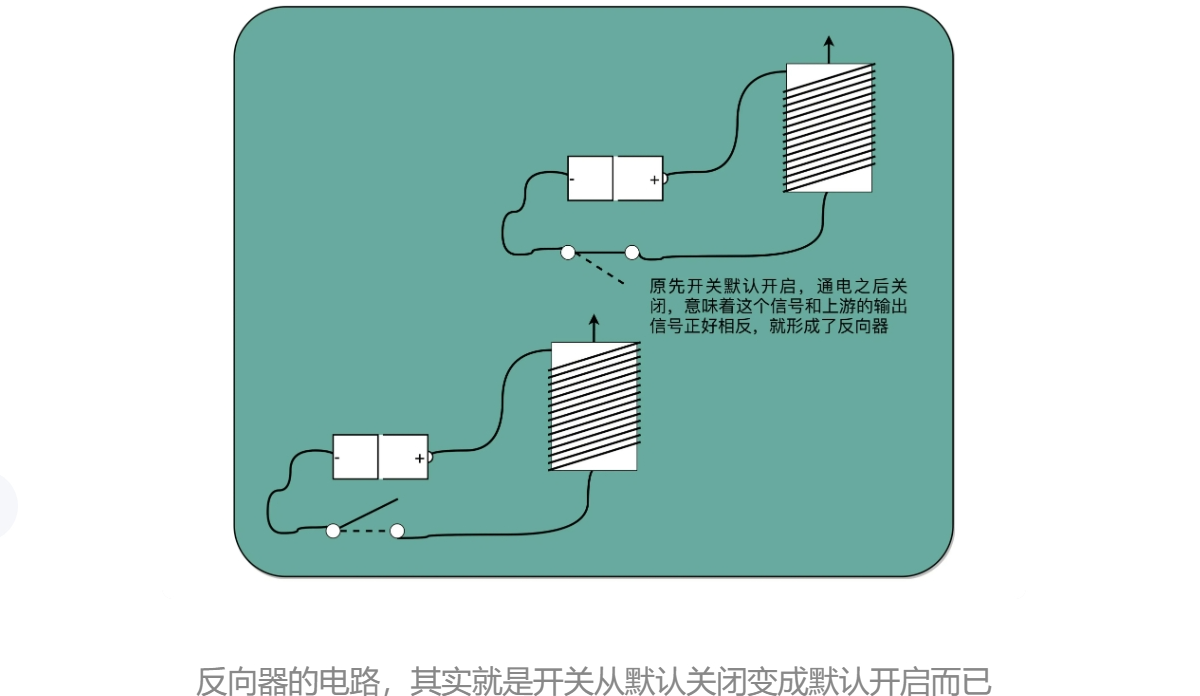 - +
原先开关默认开启，通电之后关
闭，意味着这个信号和上游的输出
信号正好相反，就形成了反向器
- +
反向器的电路，其实就是开关从默认关闭变成默认开启而已